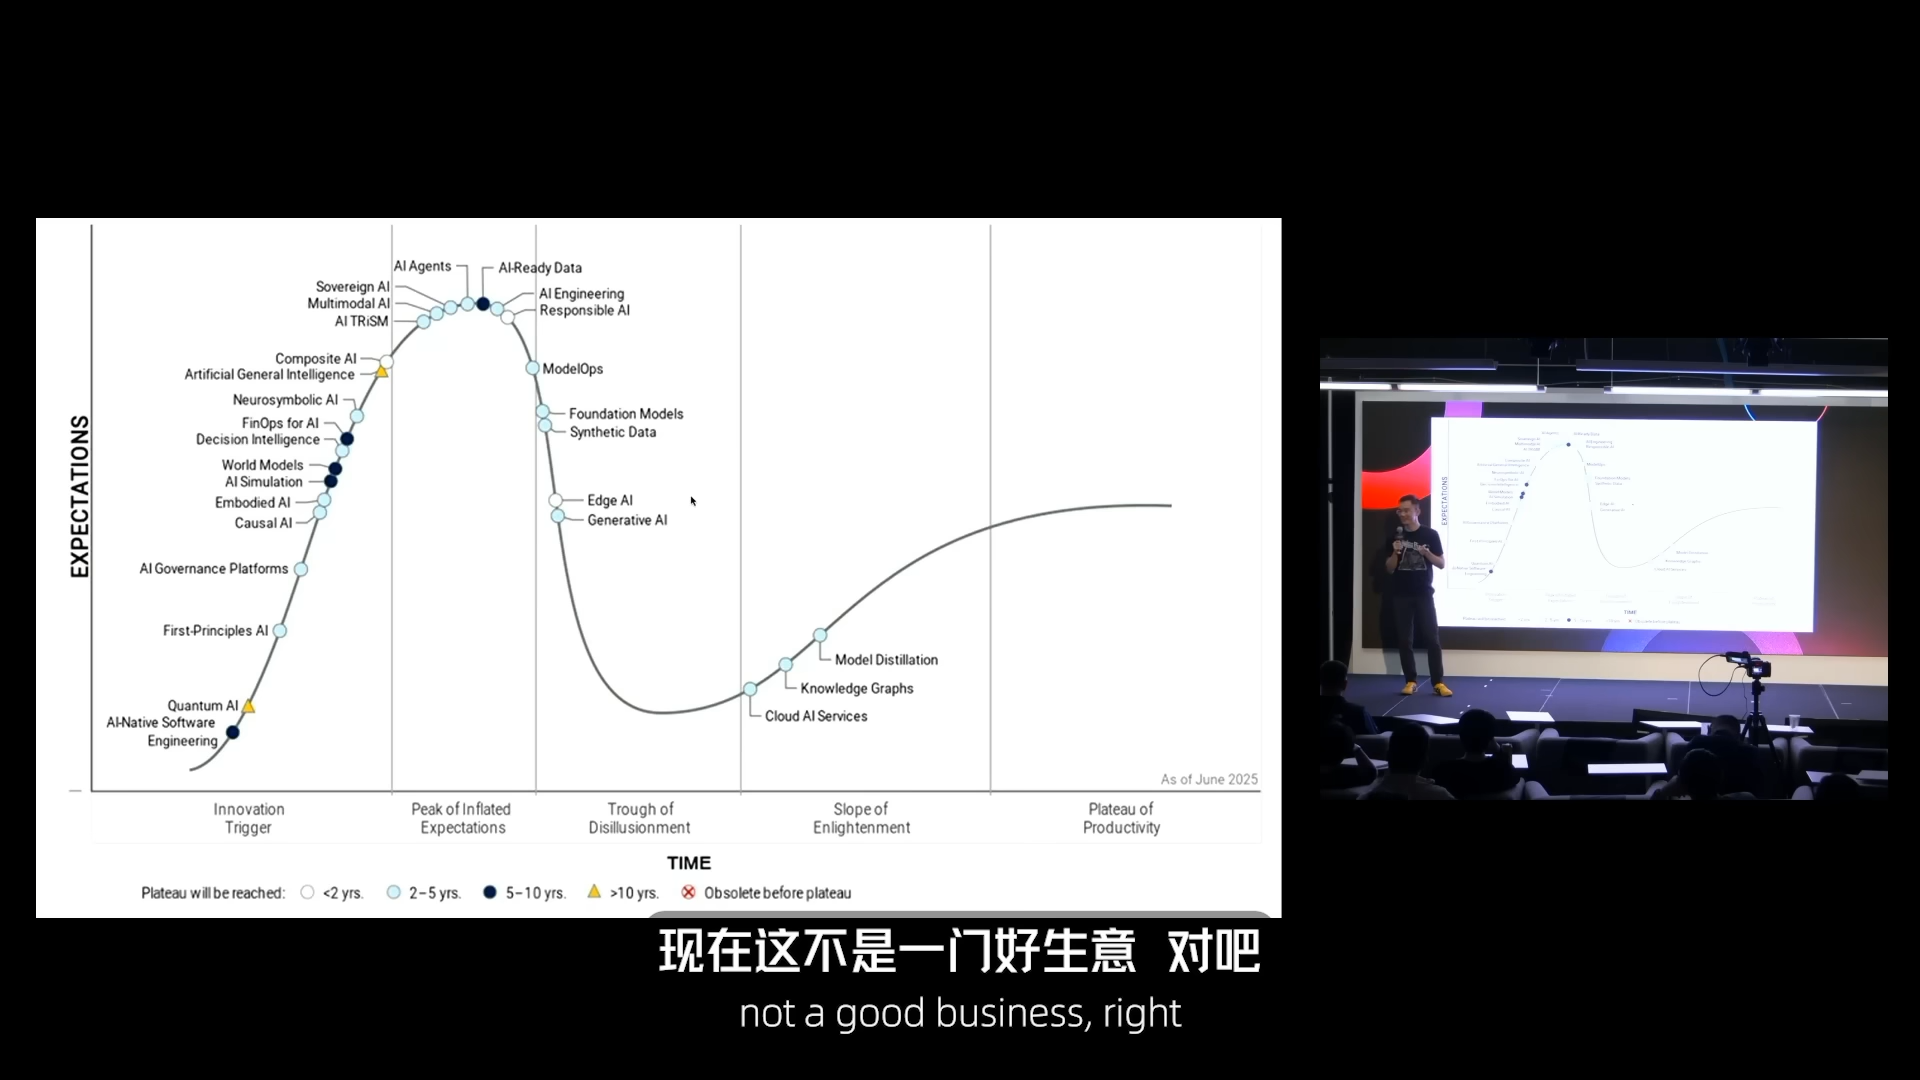 AI Agents
AI-Ready Data
Sovereign AI
AI Engineering
Multimodal AI
Responsible AI
AI TRiSM
Composite AI
Artificial General Intelligence
ModelOps
Neurosymbolic AI
Foundation Models
FinOps for AI
Synthetic Data
Decision Intelligence
World Models
AI Simulation
Embodied AI
Edge AI
Causal AI
Generative AI
AI Governance Platforms
First-Principles AI
Model Distillation
Knowledge Graphs
Quantum AI
Cloud AI Services
AI-Native Software
Engineering
EXPECTATIONS
As of June 2025
Innovation
Trigger
Peak of Inflated
Expectations
Trough of
Disillusionment
Slope of
Enlightenment
Plateau of
Productivity
TIME
Plateau will be reached: <2 yrs. 2–5 yrs. 5–10 yrs. >10 yrs. Obsolete before plateau
EXPECTATIONS
TIME
现在这不是一门好生意 对吧
not a good business, right